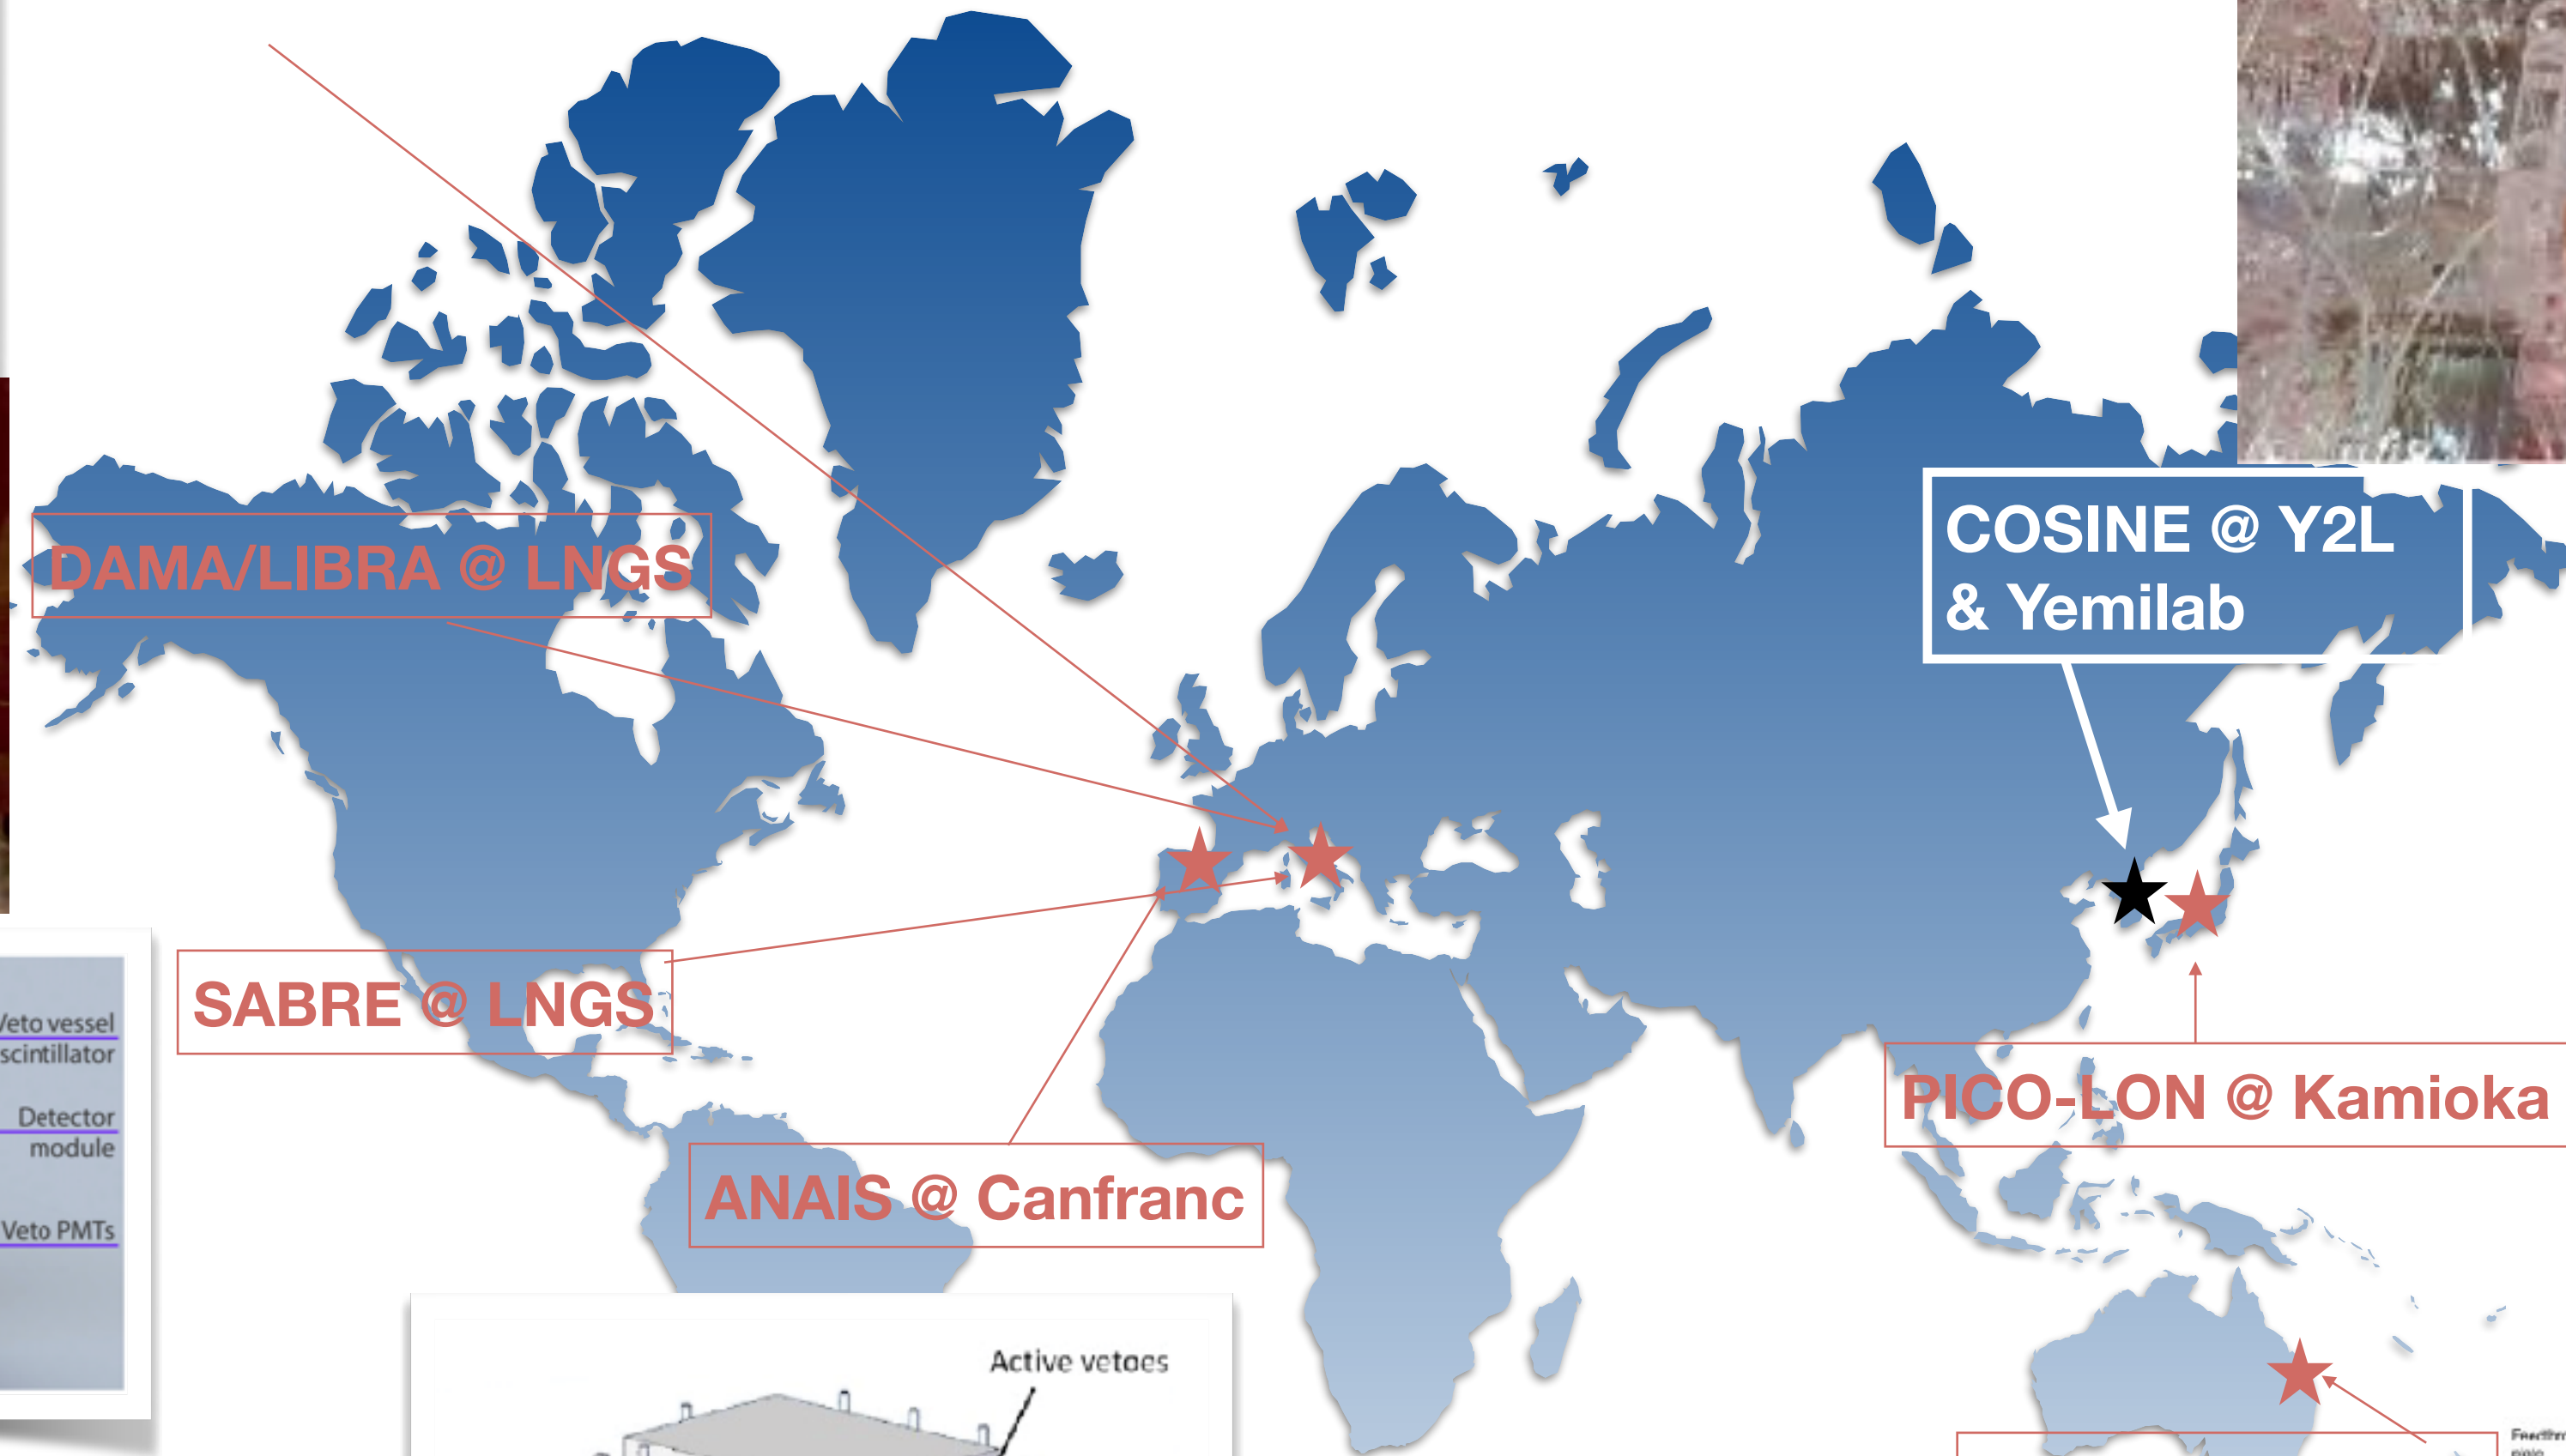 DAMA/LIBRA @ LNGS
COSINE @ Y2L
& Yemilab
SABRE @ LNGS
Veto vessel
scintillator
Detector
module
Veto PMTs
PICO-LON @ Kamioka
ANAIS @ Canfranc
Active vetoes